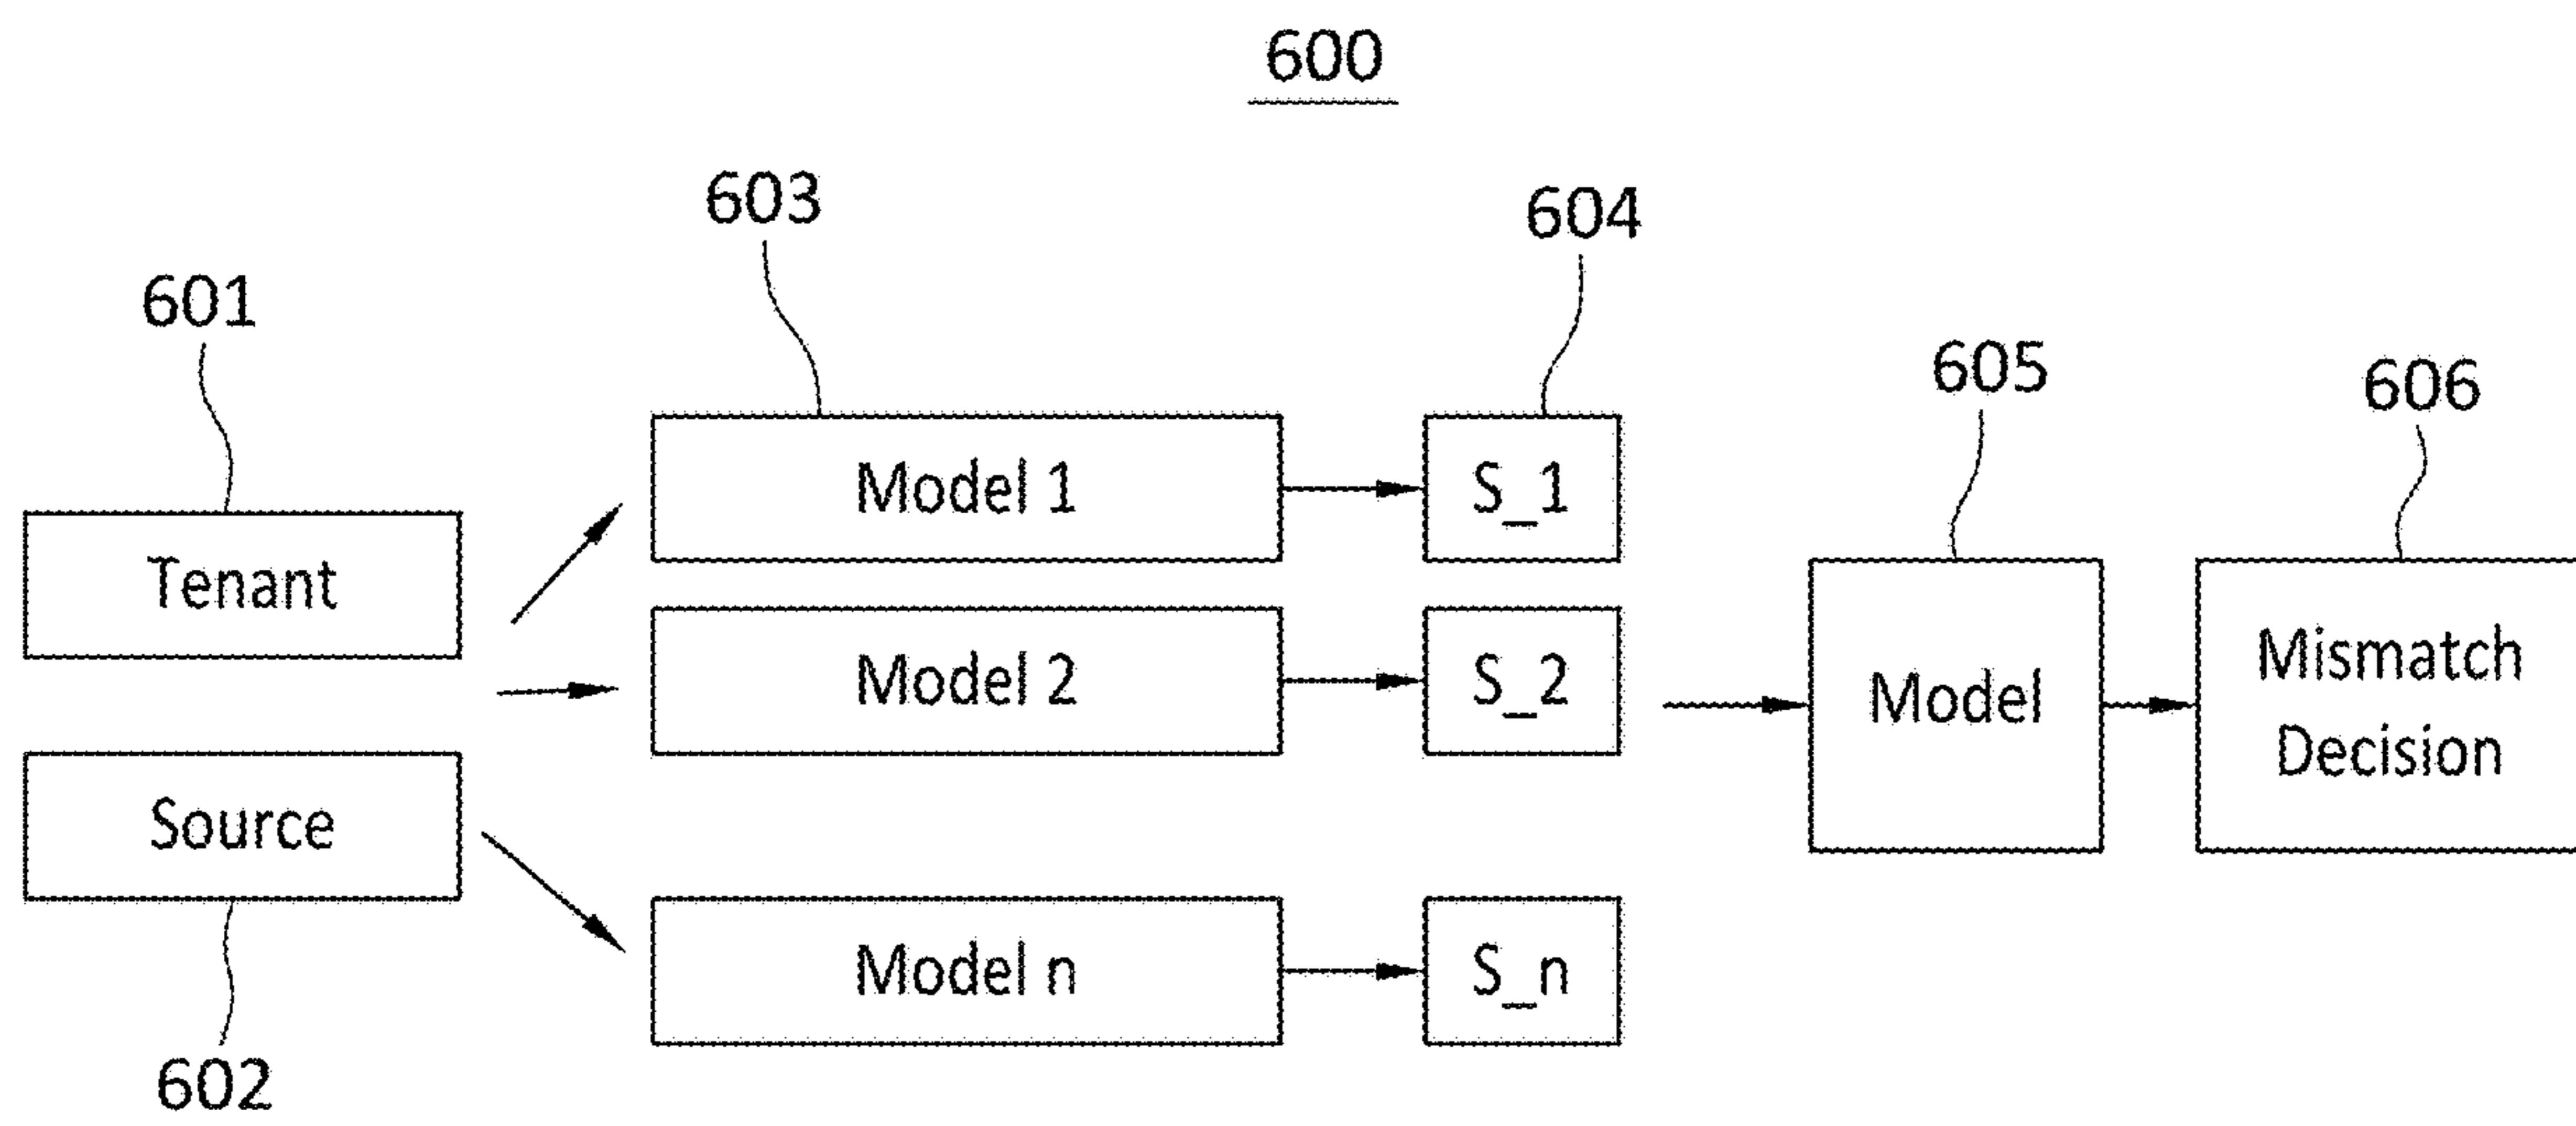 600
603
604
601
605
606
Model 1
S_1
Tenant
Model 2
S_2
Model
Mismatch
Decision
Source
Model n
S_n
602